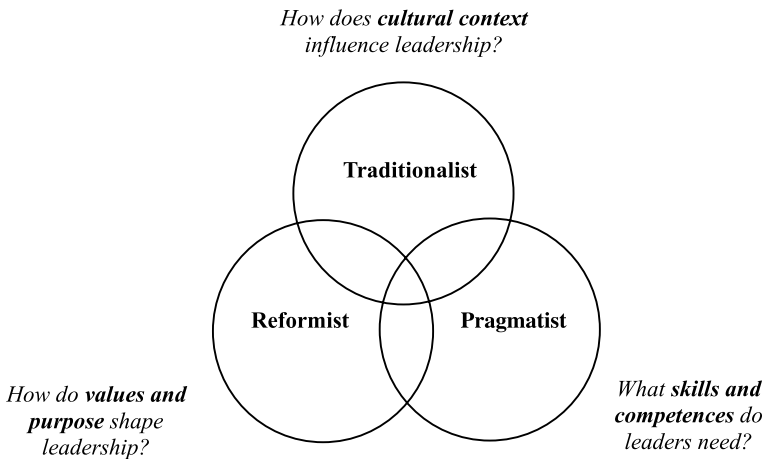 How does cultural context
influence leadership?
Traditionalist
Reformist
Pragmatist
How do values and
purpose shape
leadership?
What skills and
competences do
leaders need?